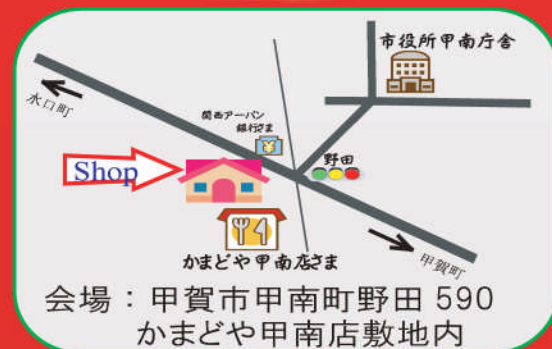 市役所甲南庁舎
水口町
関西アーバン
銀行さま
野田
Shop
かまどや甲南店さま
甲賀町
会場：甲賀市甲南町野田 590
かまどや甲南店敷地内